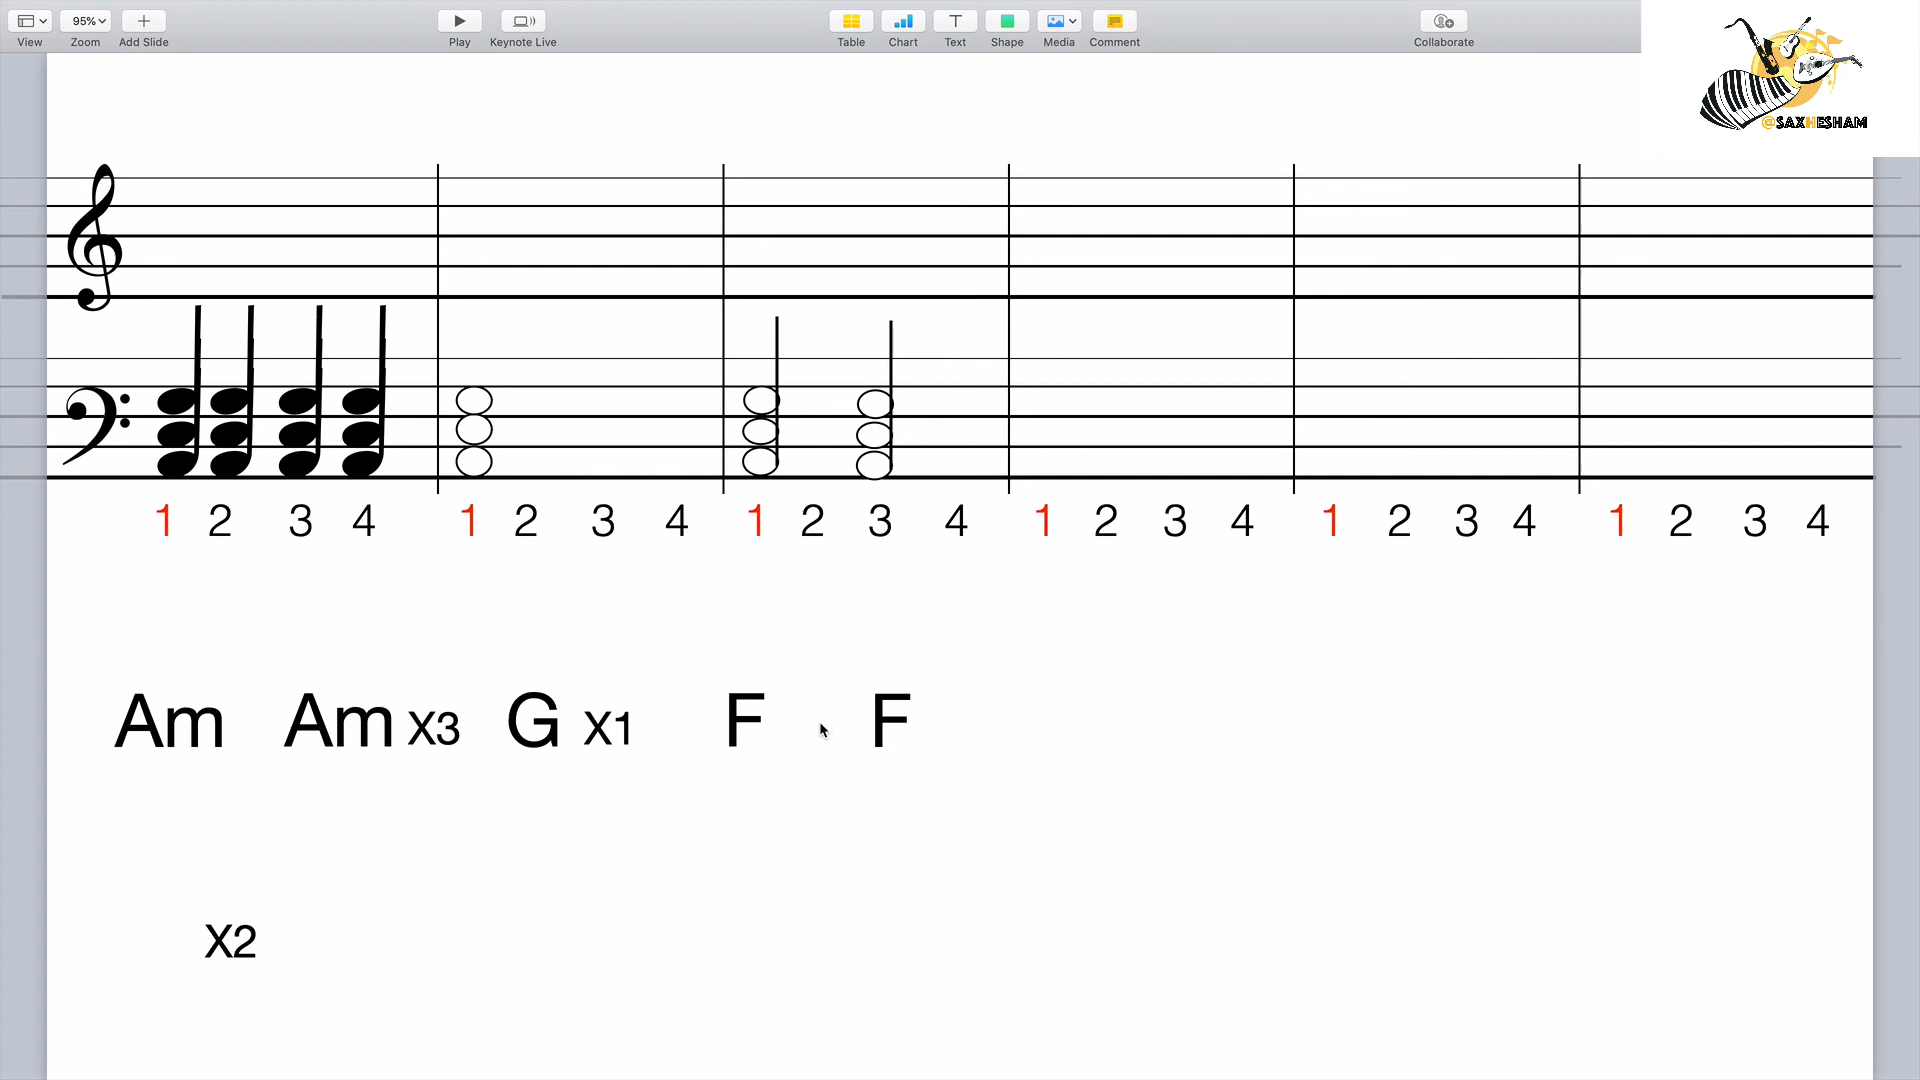 95%
View Zoom Add Slide Play Keynote Live Table Chart Text Shape Media Comment Collaborate
@SAXHESHAM
1 2 3 4 1 2 3 4 1 2 3 4 1 2 3 4 1 2 3 4 1 2 3 4
Am Am X3 G X1 F F
X2